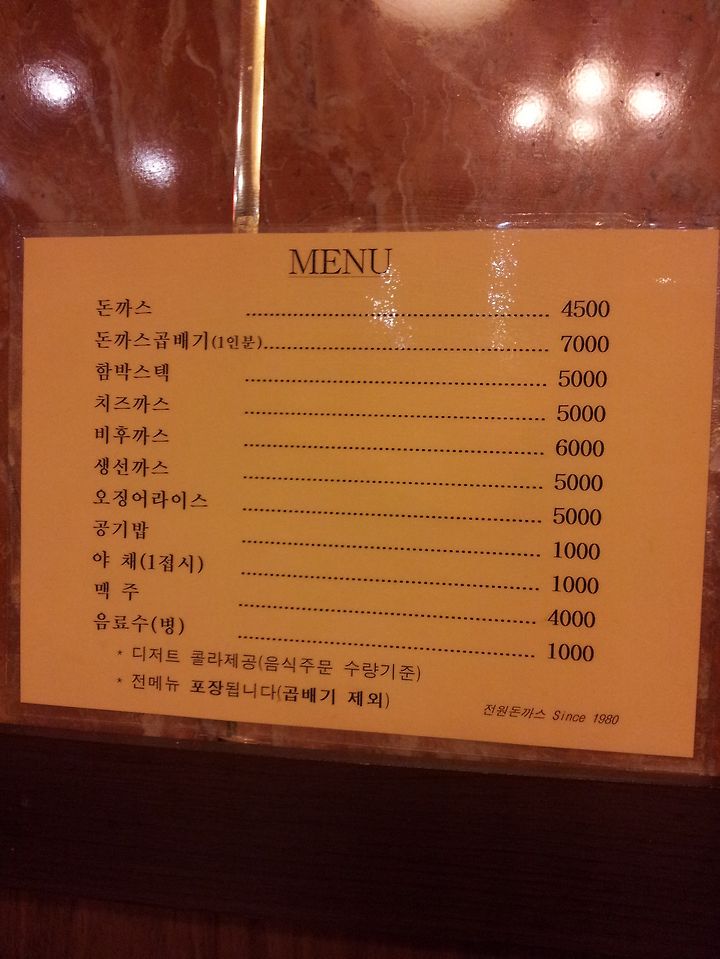 MENU
돈까스 4500
돈까스곱배기(1인분) 7000
함박스텍 5000
치즈까스 5000
비후까스 6000
생선까스 5000
오징어라이스 5000
공기밥 1000
야 채(1접시) 1000
맥 주 4000
음료수(병) 1000
* 디저트 콜라제공(음식주문 수량기준)
* 전메뉴 포장됩니다(곱배기 제외)
전원돈까스 Since 1980